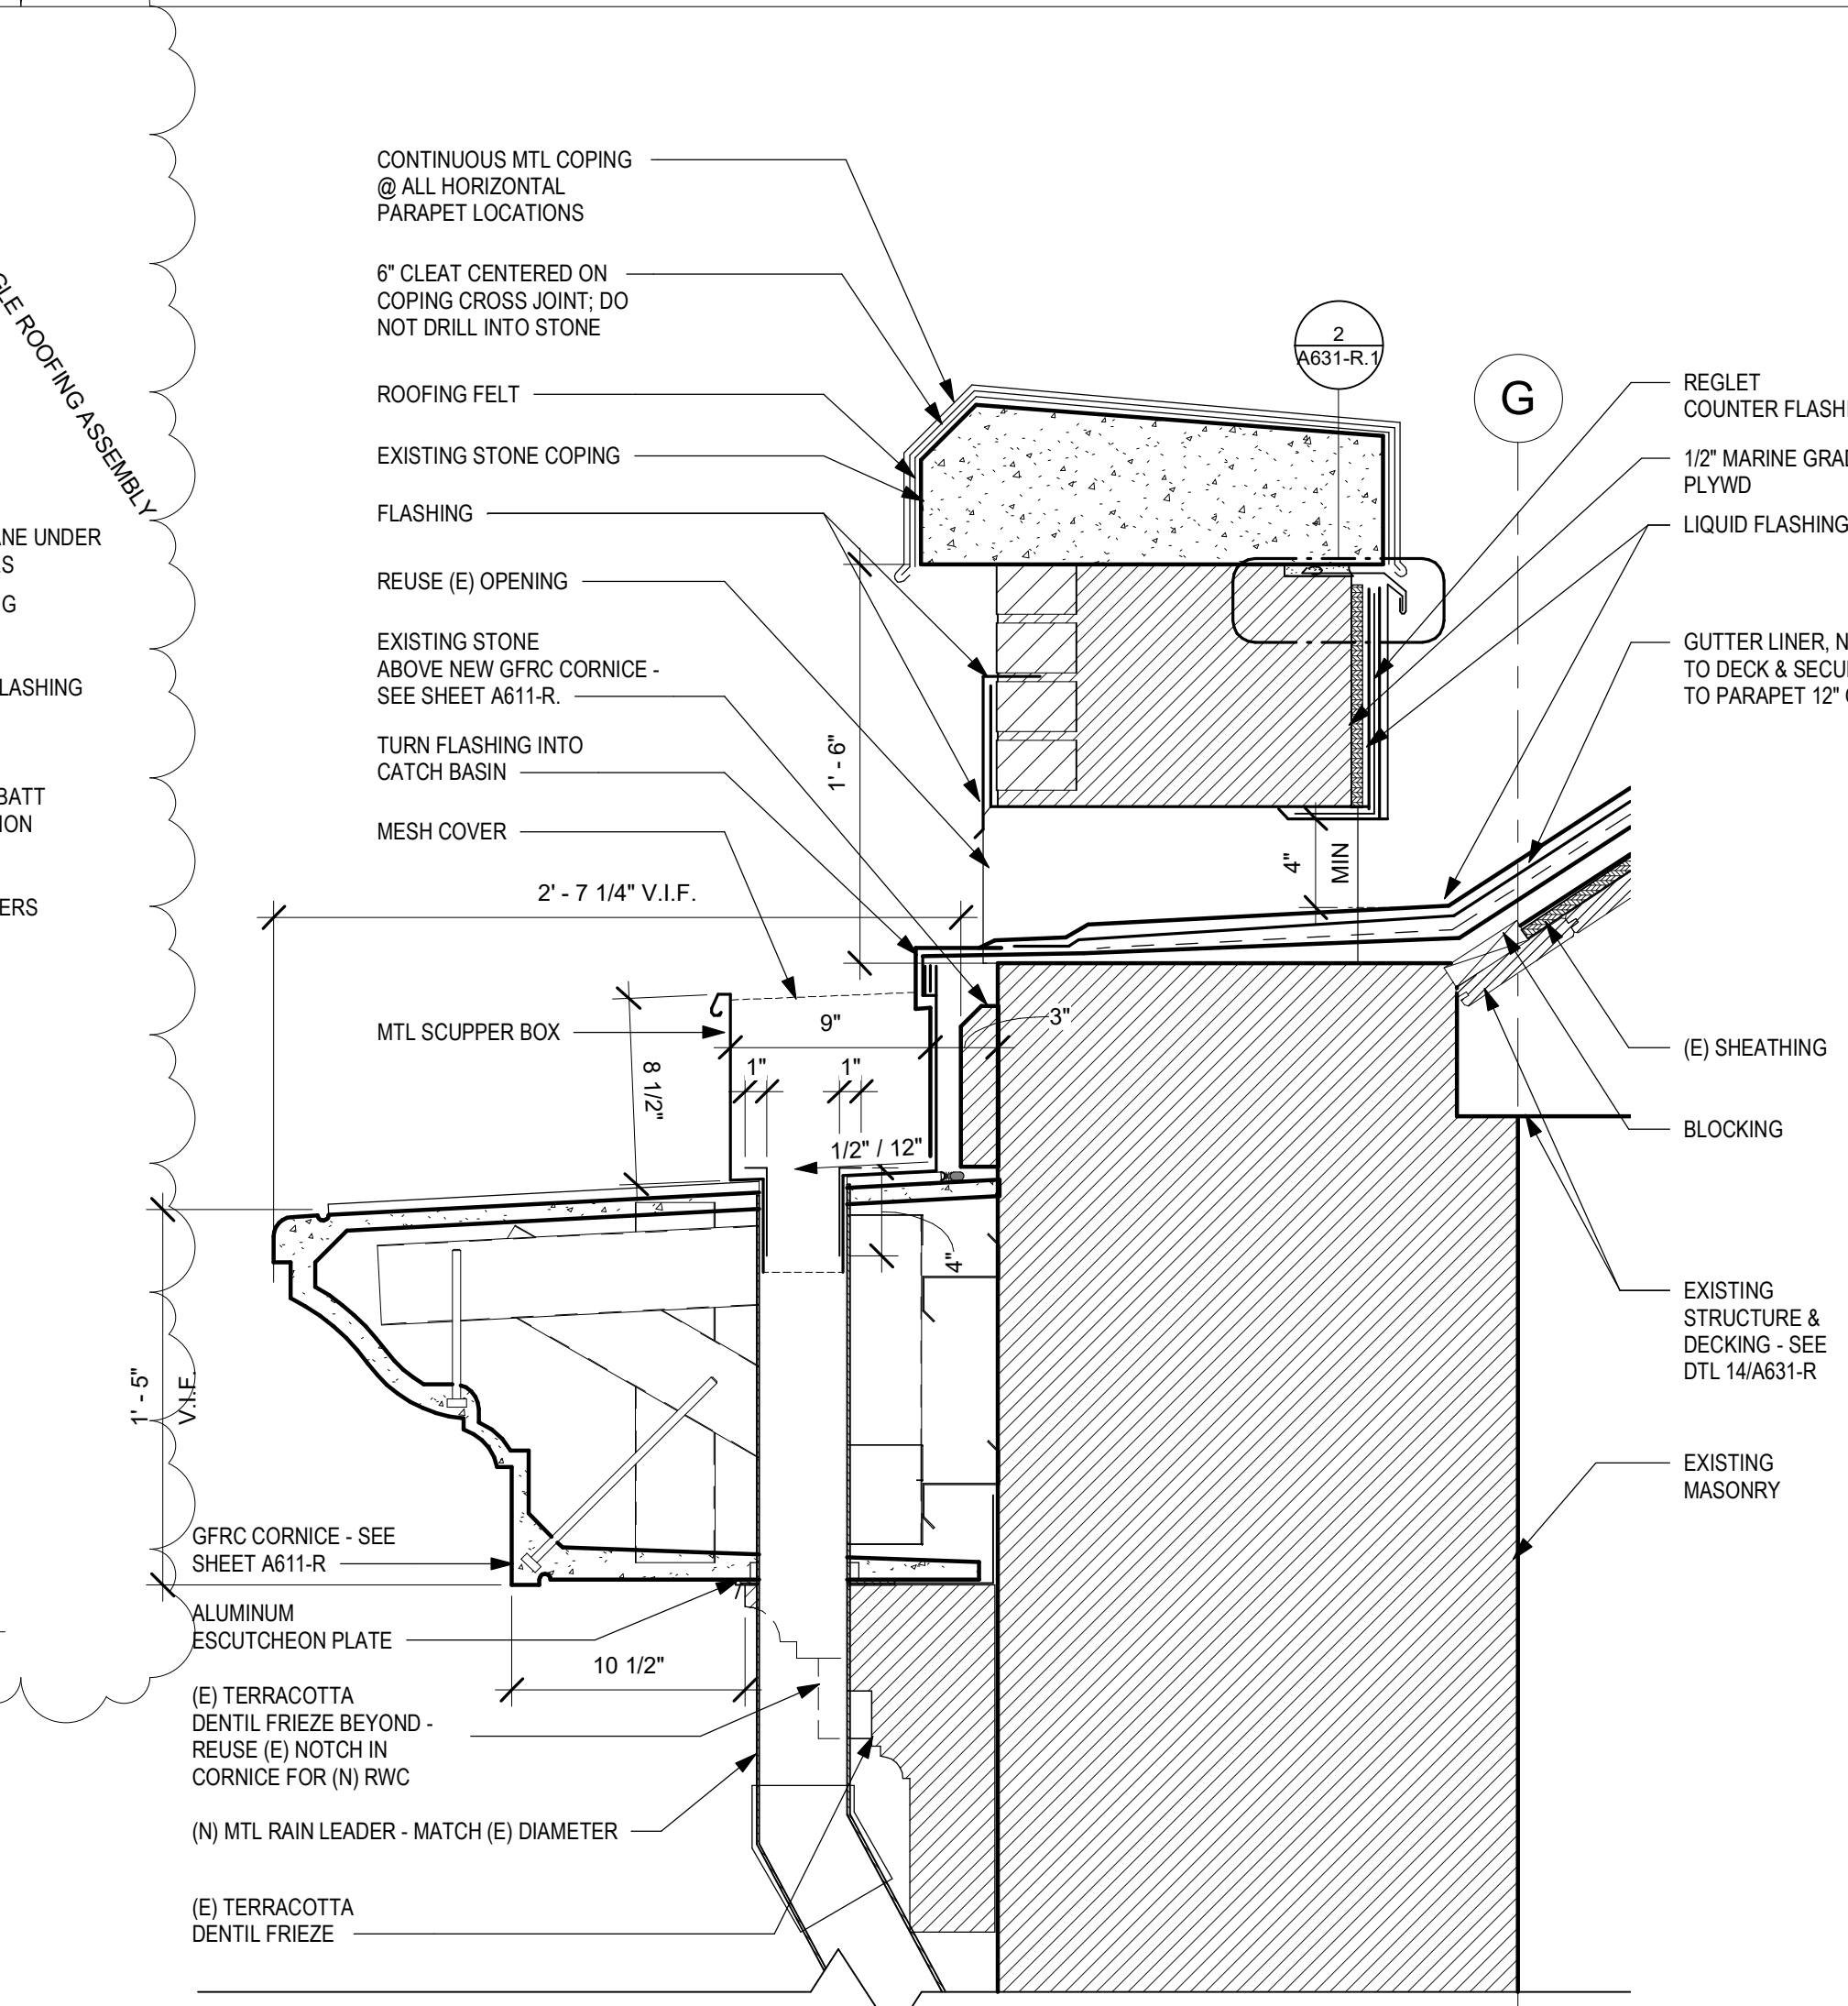 GLE ROOFING ASSEMBLY
ANE UNDER
ES
G
LASHING
BATT
ION
ERS
CONTINUOUS MTL COPING
@ ALL HORIZONTAL
PARAPET LOCATIONS
6" CLEAT CENTERED ON
COPING CROSS JOINT; DO
NOT DRILL INTO STONE
ROOFING FELT
EXISTING STONE COPING
FLASHING
REUSE (E) OPENING
EXISTING STONE
ABOVE NEW GFRC CORNICE -
SEE SHEET A611-R.
TURN FLASHING INTO
CATCH BASIN
MESH COVER
2' - 7 1/4" V.I.F.
MTL SCUPPER BOX
1' - 6"
8 1/2"
9"
3"
1"
1"
1/2" / 12"
4"
4"
MIN
2
A631-R.1
G
REGLET
COUNTER FLASHI
1/2" MARINE GRAD
PLYWD
LIQUID FLASHING
GUTTER LINER, N
TO DECK & SECU
TO PARAPET 12" 
(E) SHEATHING
BLOCKING
EXISTING
STRUCTURE &
DECKING - SEE
DTL 14/A631-R
EXISTING
MASONRY
1' - 5"
V.I.F.
GFRC CORNICE - SEE
SHEET A611-R
ALUMINUM
ESCUTCHEON PLATE
10 1/2"
(E) TERRACOTTA
DENTIL FRIEZE BEYOND -
REUSE (E) NOTCH IN
CORNICE FOR (N) RWC
(N) MTL RAIN LEADER - MATCH (E) DIAMETER
(E) TERRACOTTA
DENTIL FRIEZE